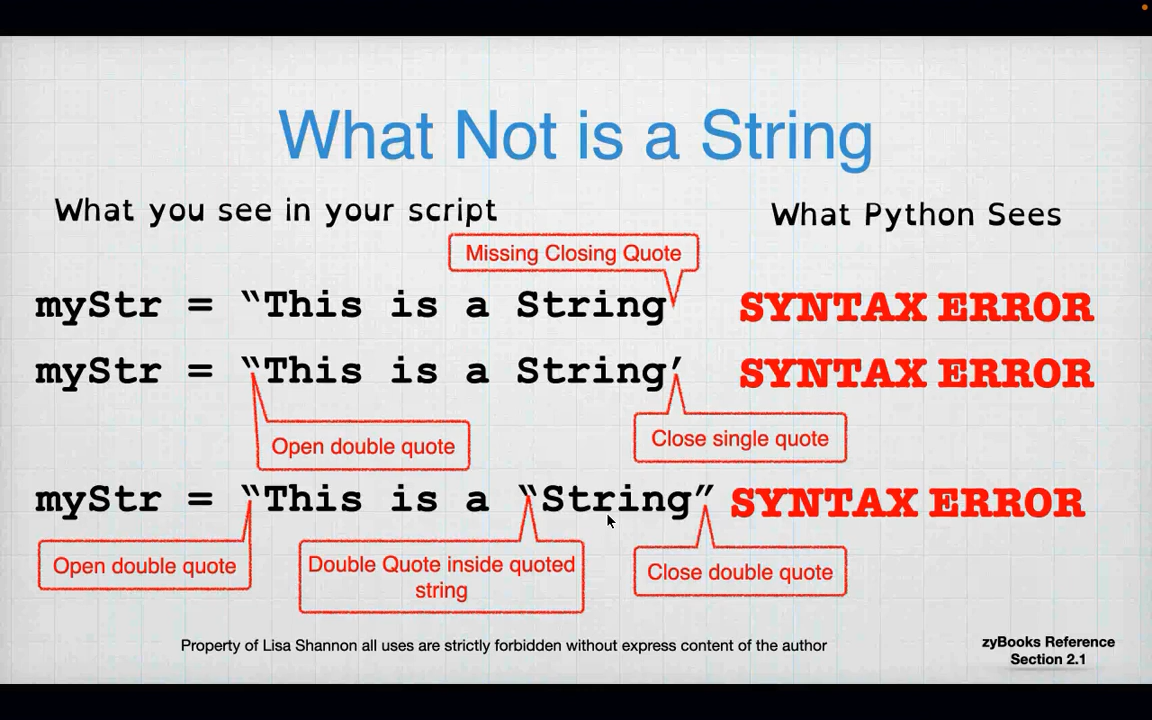 What Not is a String
What you see in your script
What Python Sees
Missing Closing Quote
myStr = “This is a String
SYNTAX ERROR
myStr = “This is a String’
SYNTAX ERROR
Open double quote
Close single quote
myStr = “This is a “String”
SYNTAX ERROR
Open double quote
Double Quote inside quoted
string
Close double quote
Property of Lisa Shannon all uses are strictly forbidden without express content of the author
zyBooks Reference
Section 2.1